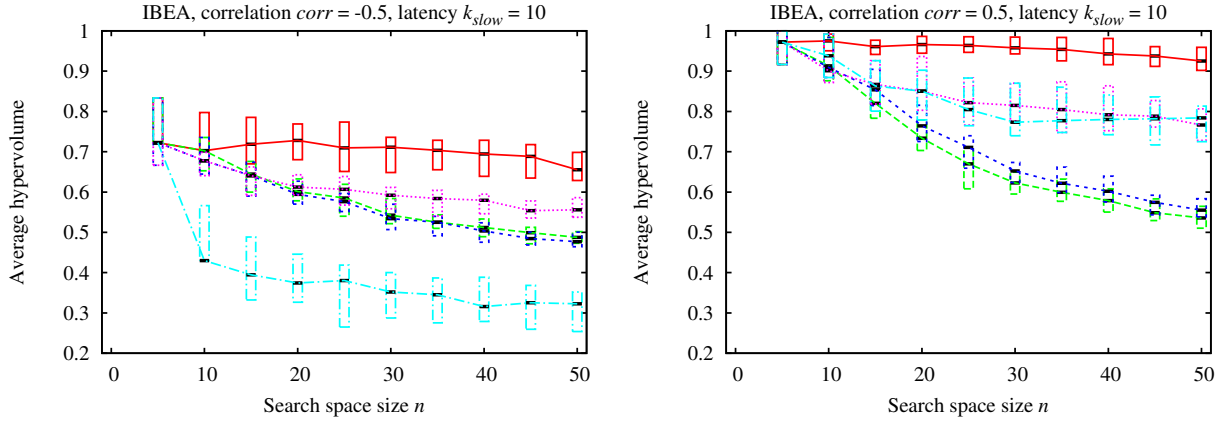 IBEA, correlation corr = -0.5, latency k_slow = 10
1
0.9
0.8
0.7
0.6
0.5
0.4
0.3
0.2
Average hypervolume
0 10 20 30 40 50
Search space size n
IBEA, correlation corr = 0.5, latency k_slow = 10
1
0.9
0.8
0.7
0.6
0.5
0.4
0.3
0.2
Average hypervolume
0 10 20 30 40 50
Search space size n